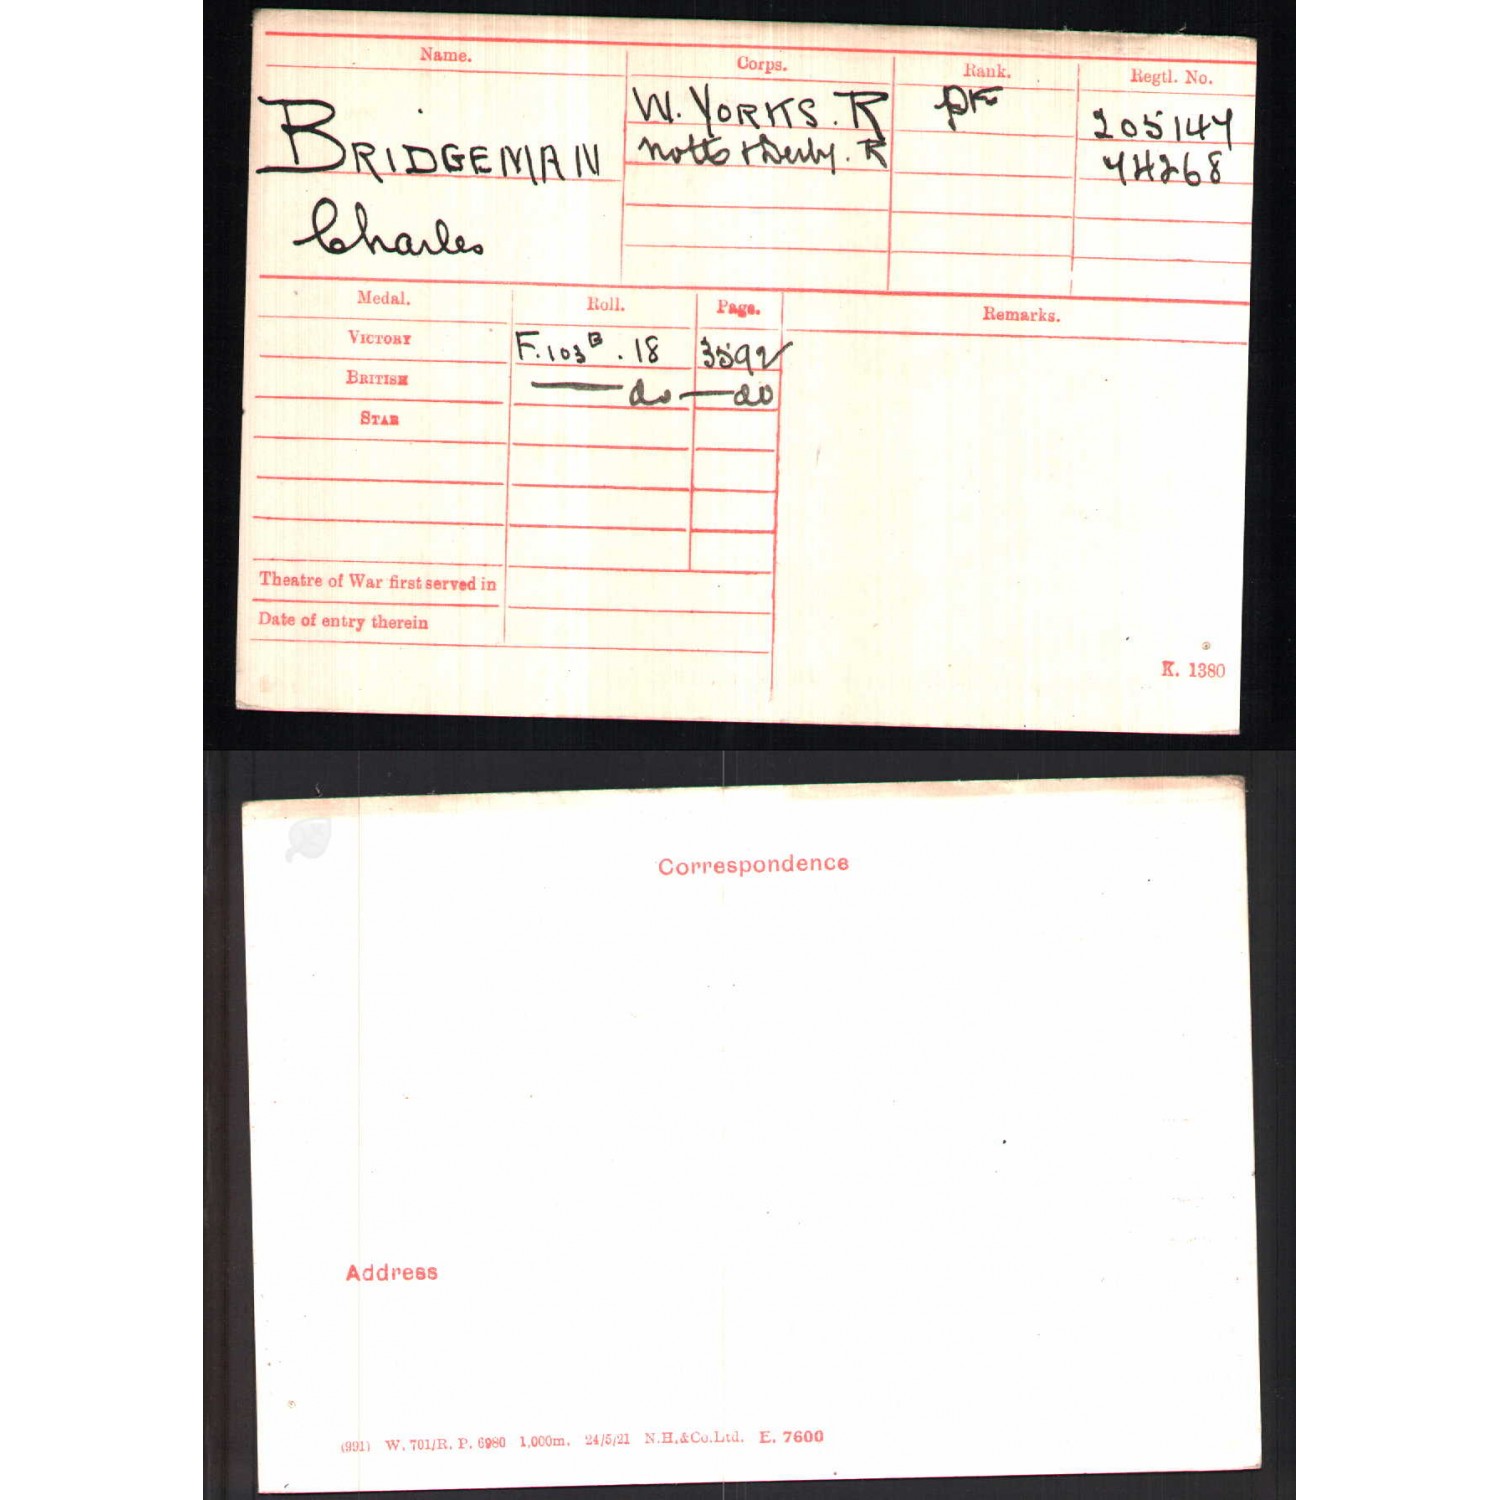 Name. Corps. Rank. Regtl. No.
BRIDGEMAN W. YORKS. R Pte 205147
Notts & Derby. R 74268
Charles
Medal. Roll. Page. Remarks.
VICTORY F.103B. 18 3592
BRITISH — do — do
STAR
Theatre of War first served in
Date of entry therein
K. 1380
Correspondence
Address
(991) W. 701/R. P. 6980 1,000m. 24/5/21 N.H.&Co.Ltd. E. 7600